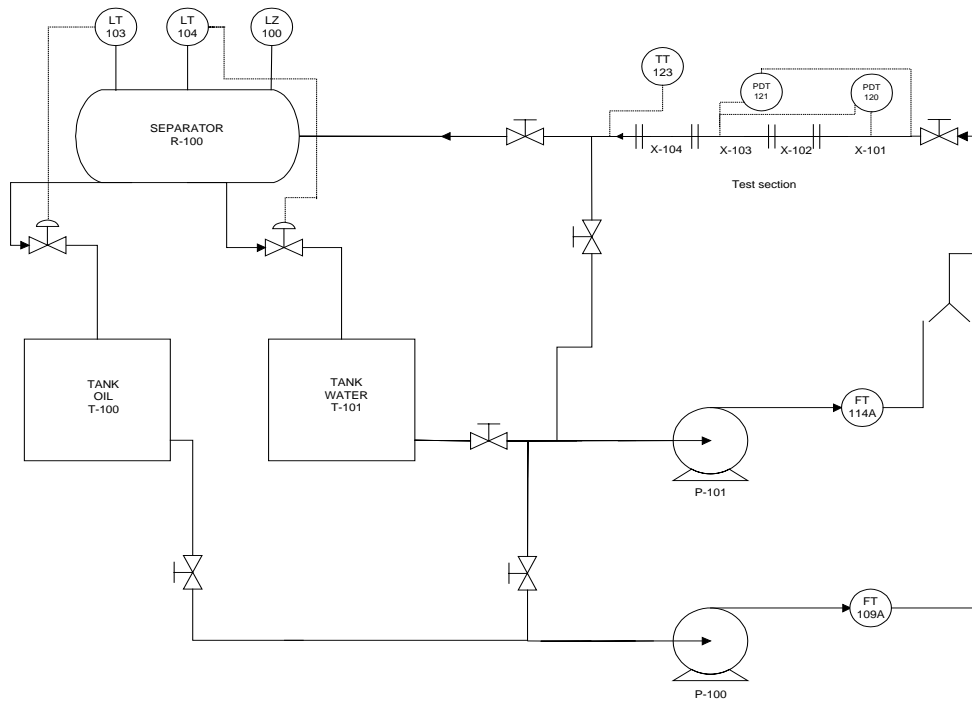 LT
103
LT
104
LZ
100
TT
123
PDT
121
PDT
120
SEPARATOR
R-100
X-104
X-103
X-102
X-101
Test section
TANK
OIL
T-100
TANK
WATER
T-101
FT
114A
P-101
FT
109A
P-100